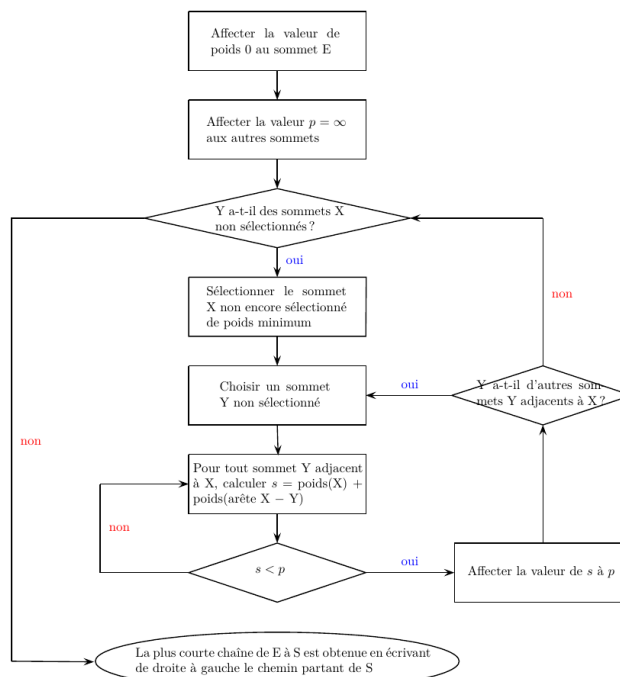 Affecter la valeur de
poids 0 au sommet E
Affecter la valeur p = ∞
aux autres sommets
Y a-t-il des sommets X
non sélectionnés ?
oui
Sélectionner le sommet
X non encore sélectionné
de poids minimum
non
Choisir un sommet
Y non sélectionné
oui
Y a-t-il d'autres som-
mets Y adjacents à X ?
non
Pour tout sommet Y adjacent
à X, calculer s = poids(X) +
poids(arête X − Y)
non
s < p
oui
Affecter la valeur de s à p
La plus courte chaîne de E à S est obtenue en écrivant
de droite à gauche le chemin partant de S